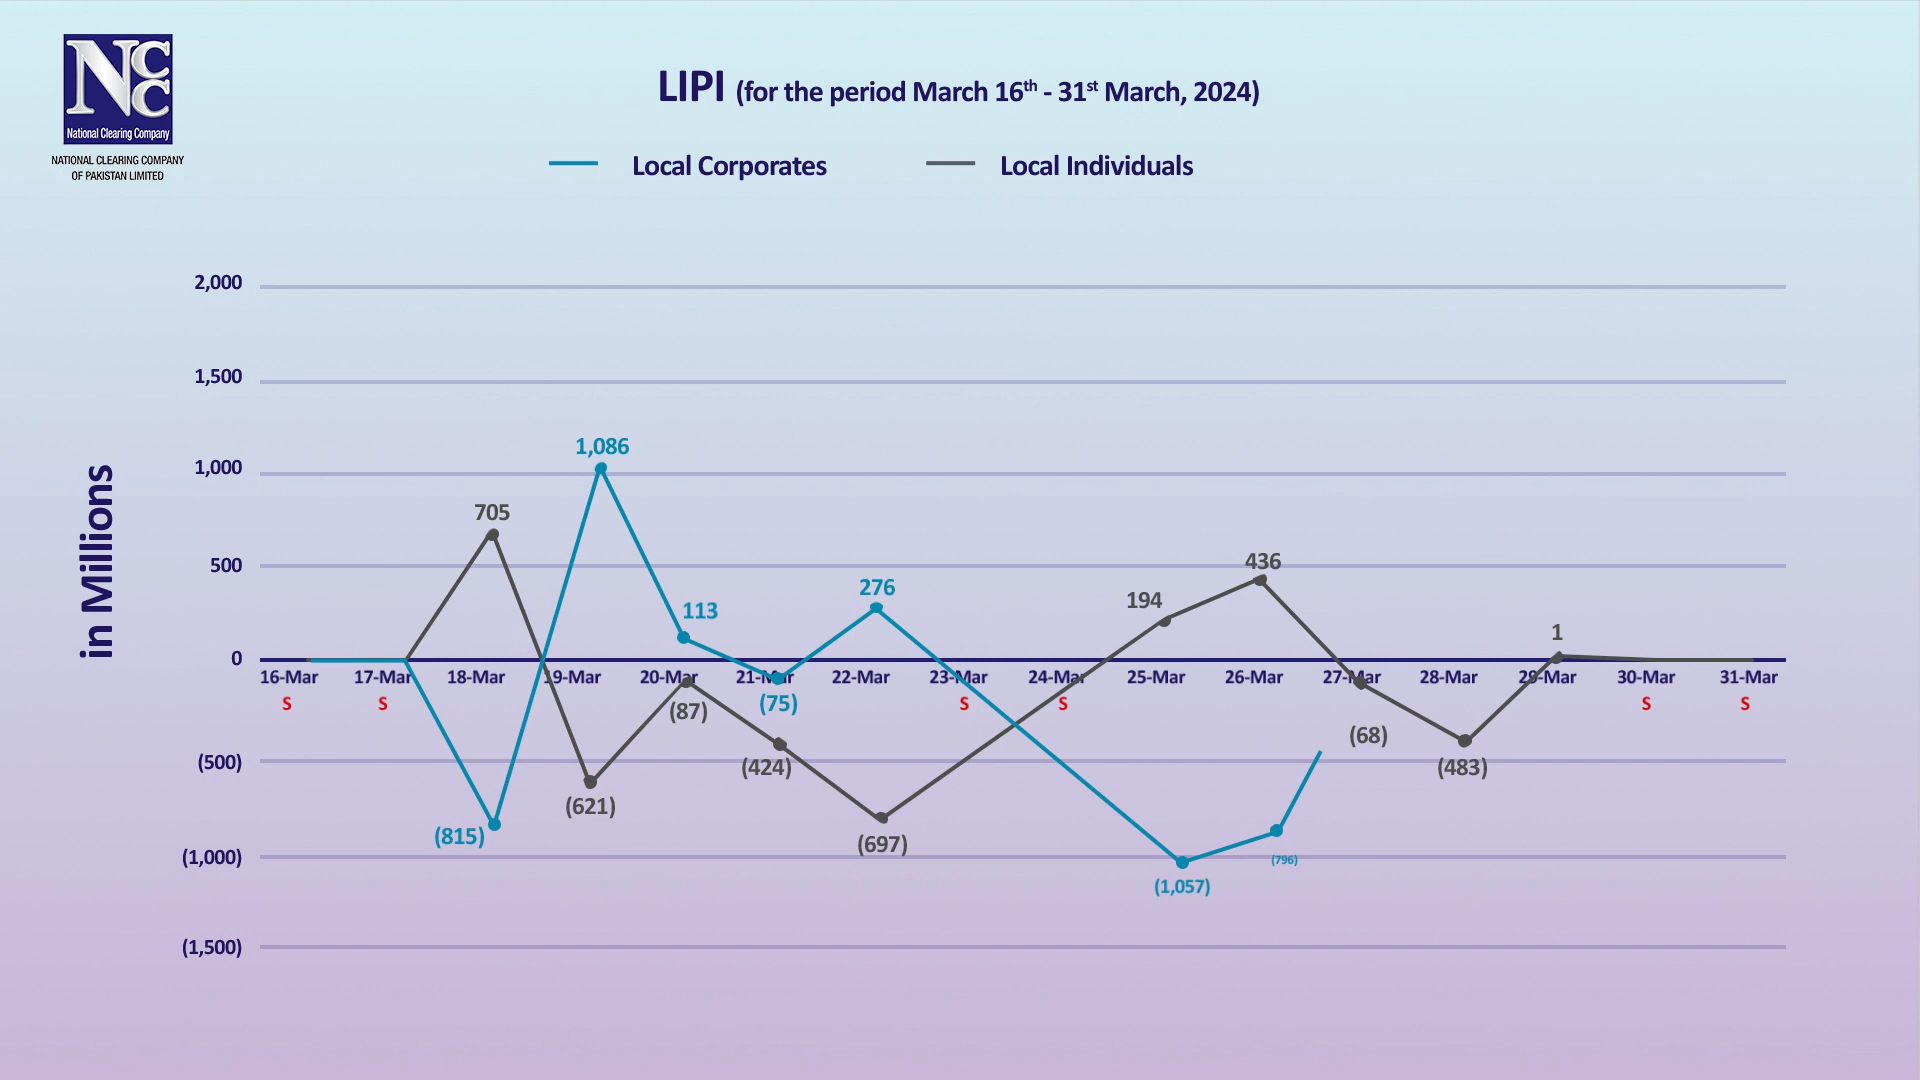 NCC
National Clearing Company
NATIONAL CLEARING COMPANY
OF PAKISTAN LIMITED
LIPI (for the period March 16th - 31st March, 2024)
Local Corporates Local Individuals
in Millions
2,000
1,500
1,086
1,000
705
500
436
276
194
113
1
0
16-Mar 17-Mar 18-Mar 19-Mar 20-Mar 21-Mar 22-Mar 23-Mar 24-Mar 25-Mar 26-Mar 27-Mar 28-Mar 29-Mar 30-Mar 31-Mar
S S S S S S
(87) (75)
(68)
(500)
(424) (483)
(621)
(815) (697)
(1,000) (796)
(1,057)
(1,500)